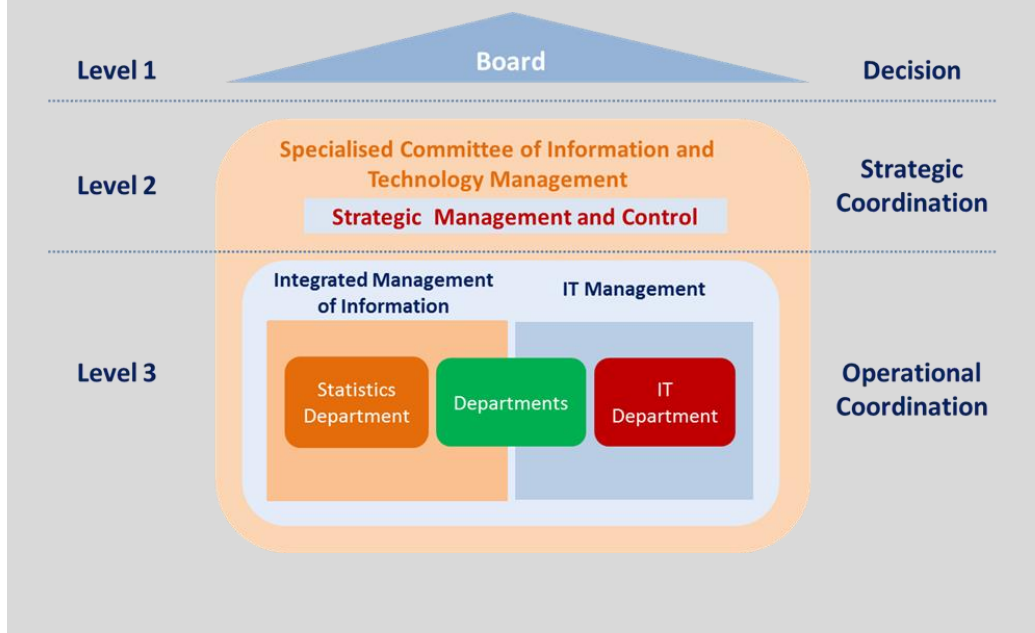 Level 1
Board
Decision
Specialised Committee of Information and
Technology Management
Level 2
Strategic
Coordination
Strategic Management and Control
Integrated Management
of Information
IT Management
Level 3
Statistics
Department
Departments
IT
Department
Operational
Coordination